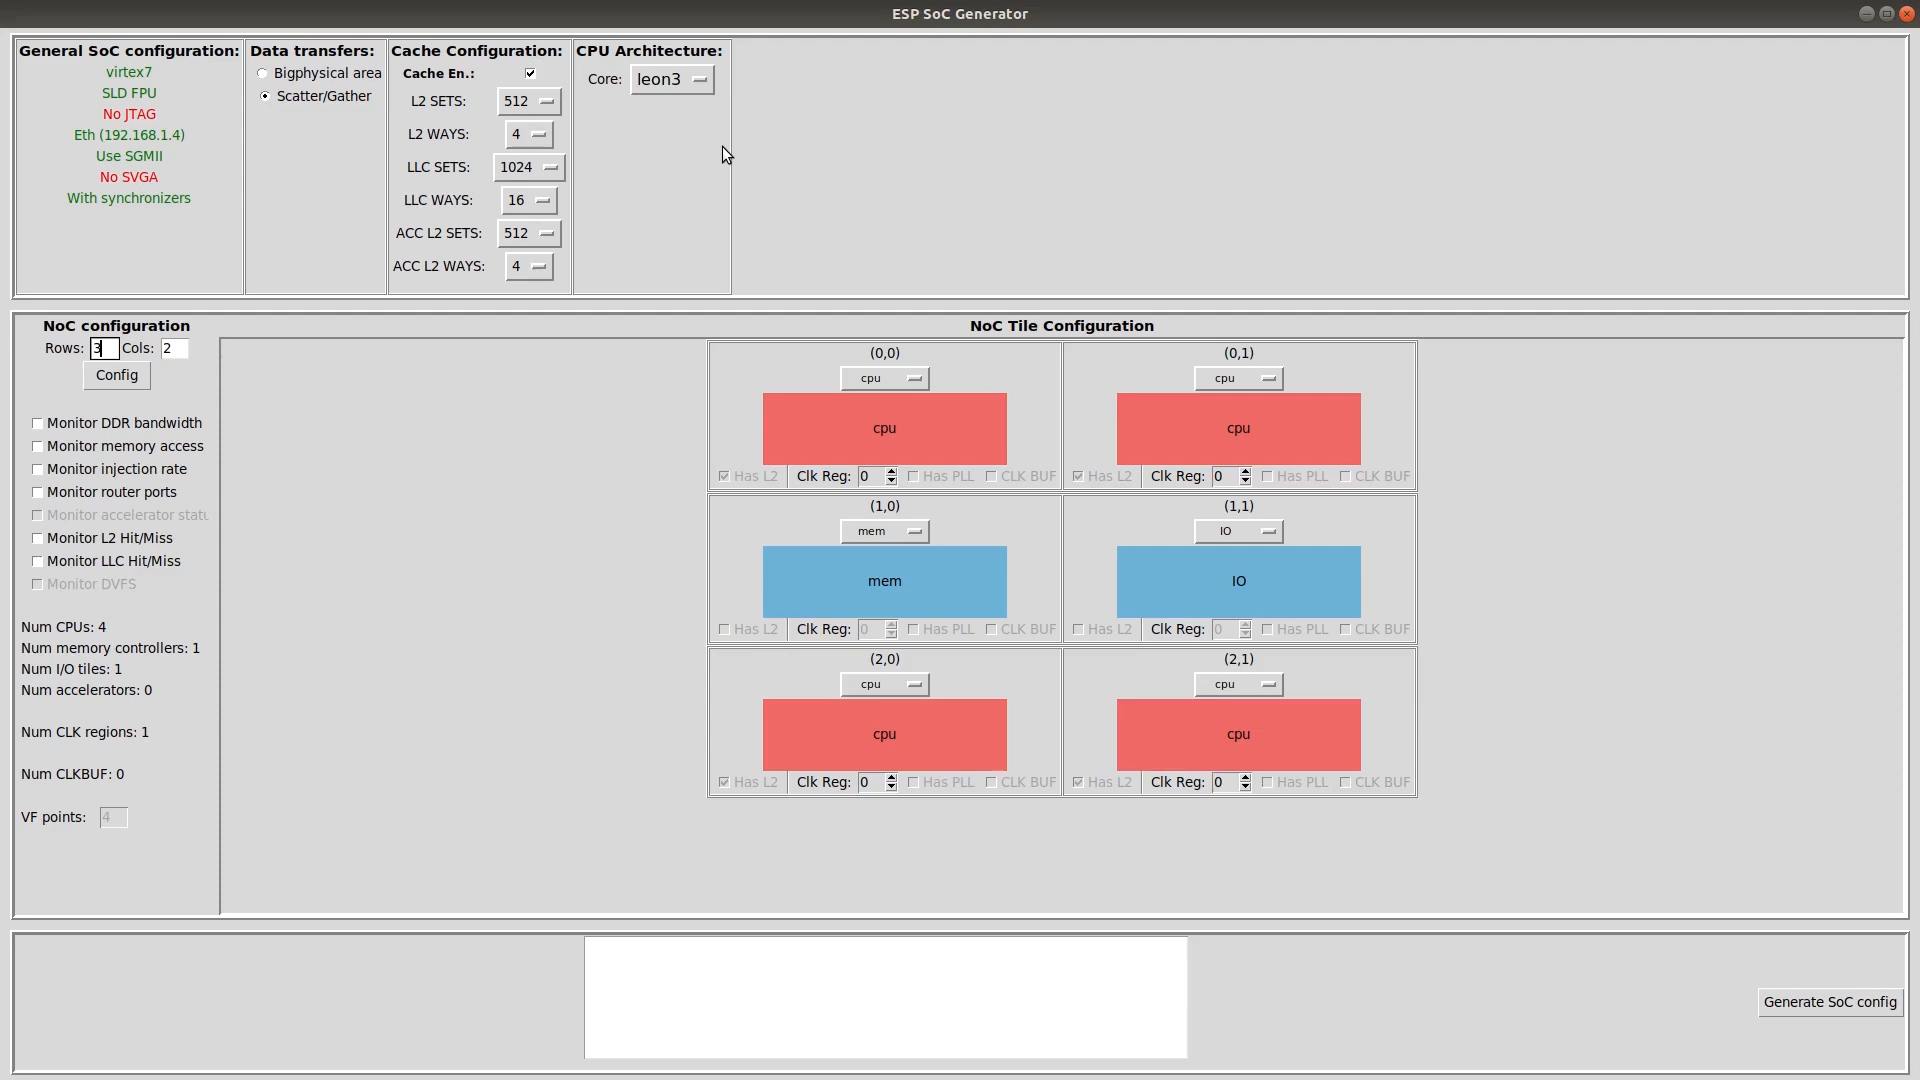 ESP SoC Generator
General SoC configuration:
virtex7
SLD FPU
No JTAG
Eth (192.168.1.4)
Use SGMII
No SVGA
With synchronizers
Data transfers:
Bigphysical area
Scatter/Gather
Cache Configuration:
Cache En.:
L2 SETS: 512
L2 WAYS: 4
LLC SETS: 1024
LLC WAYS: 16
ACC L2 SETS: 512
ACC L2 WAYS: 4
CPU Architecture:
Core: leon3
NoC configuration
Rows: 3 Cols: 2
Config
Monitor DDR bandwidth
Monitor memory access
Monitor injection rate
Monitor router ports
Monitor accelerator statu
Monitor L2 Hit/Miss
Monitor LLC Hit/Miss
Monitor DVFS
Num CPUs: 4
Num memory controllers: 1
Num I/O tiles: 1
Num accelerators: 0
Num CLK regions: 1
Num CLKBUF: 0
VF points: 4
NoC Tile Configuration
(0,0)
cpu
cpu
Has L2 Clk Reg: 0 Has PLL CLK BUF
(0,1)
cpu
cpu
Has L2 Clk Reg: 0 Has PLL CLK BUF
(1,0)
mem
mem
Has L2 Clk Reg: 0 Has PLL CLK BUF
(1,1)
IO
IO
Has L2 Clk Reg: 0 Has PLL CLK BUF
(2,0)
cpu
cpu
Has L2 Clk Reg: 0 Has PLL CLK BUF
(2,1)
cpu
cpu
Has L2 Clk Reg: 0 Has PLL CLK BUF
Generate SoC config